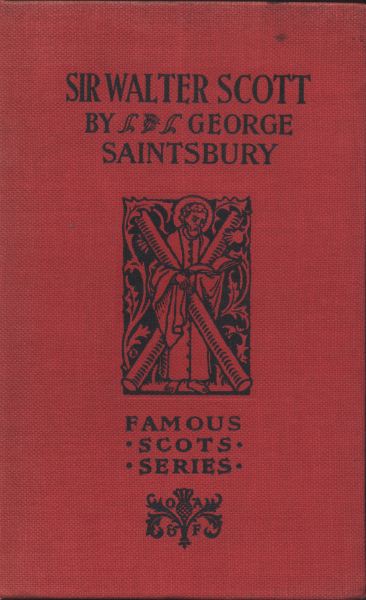 SIR WALTER SCOTT
BY GEORGE
SAINTSBURY
FAMOUS
·SCOTS·
·SERIES·
O A
& F